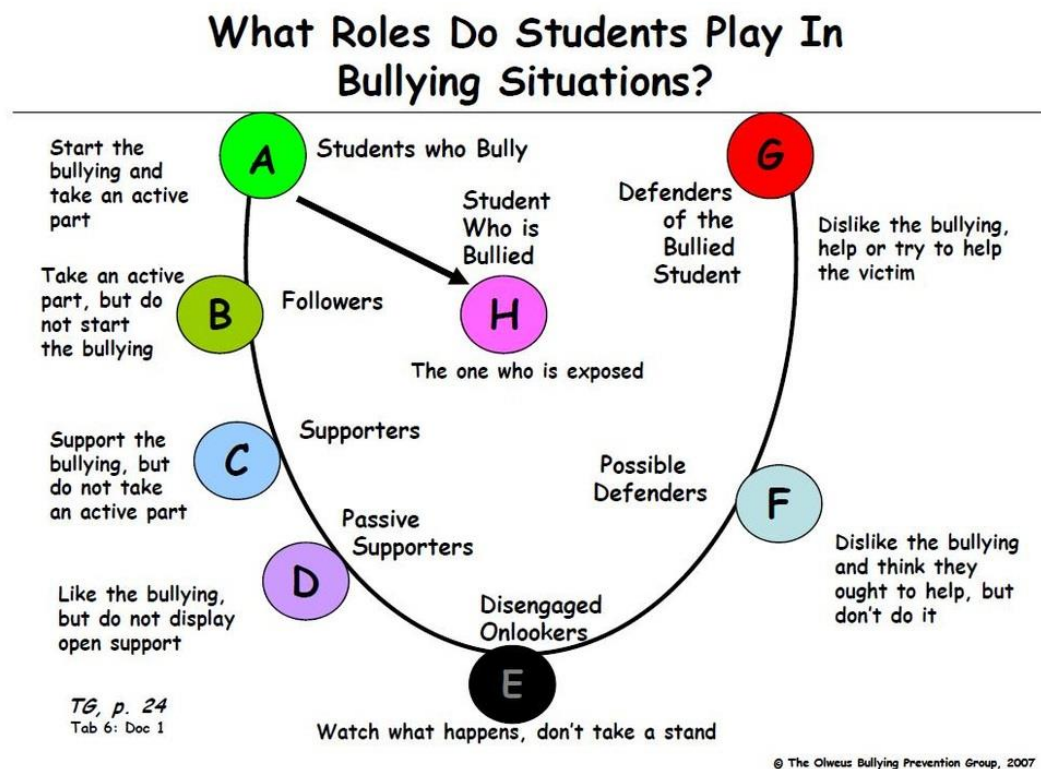 What Roles Do Students Play In
Bullying Situations?
Start the
bullying and
take an active
part
A
Students who Bully
Student
Who is
Bullied
H
The one who is exposed
G
Defenders
of the
Bullied
Student
Dislike the bullying,
help or try to help
the victim
Take an active
part, but do
not start
the bullying
B
Followers
Support the
bullying, but
do not take
an active part
C
Supporters
Possible
Defenders
F
Dislike the bullying
and think they
ought to help, but
don't do it
Like the bullying,
but do not display
open support
D
Passive
Supporters
Disengaged
Onlookers
E
Watch what happens, don't take a stand
TG, p. 24
Tab 6: Doc 1
© The Olweus Bullying Prevention Group, 2007